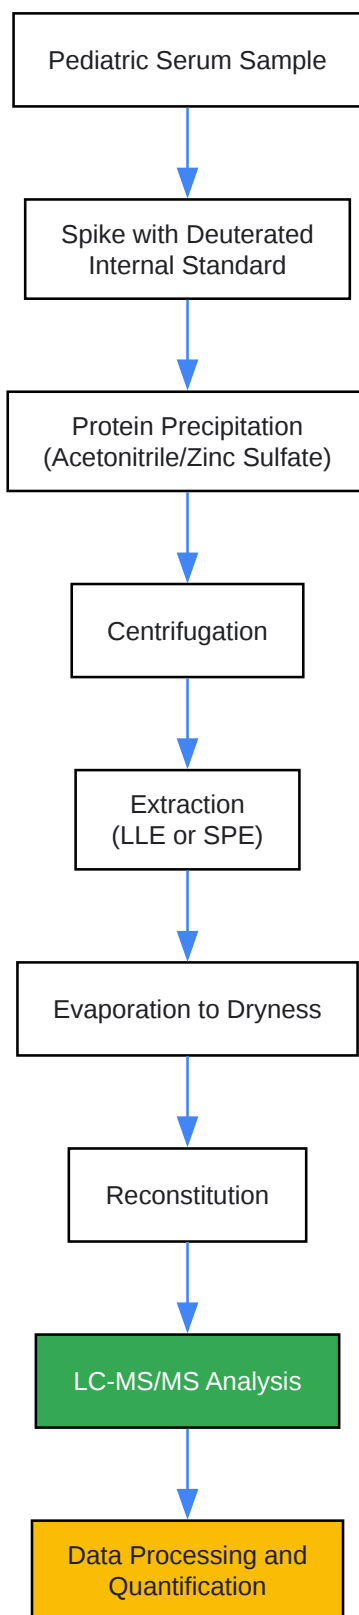 Pediatric Serum Sample
Spike with Deuterated
Internal Standard
Protein Precipitation
(Acetonitrile/Zinc Sulfate)
Centrifugation
Extraction
(LLE or SPE)
Evaporation to Dryness
Reconstitution
LC-MS/MS Analysis
Data Processing and
Quantification